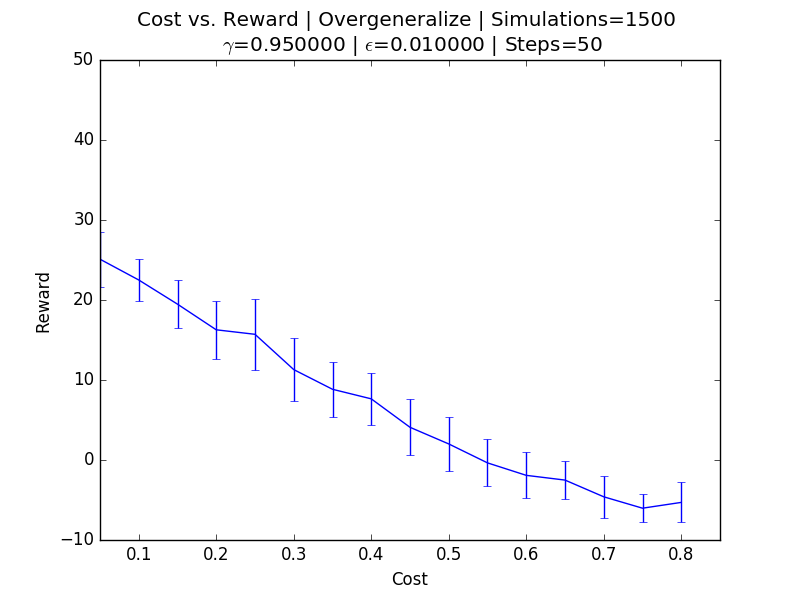 Cost vs. Reward | Overgeneralize | Simulations=1500
γ=0.950000 | ϵ=0.010000 | Steps=50
50
40
30
20
10
0
−10
Reward
0.1 0.2 0.3 0.4 0.5 0.6 0.7 0.8
Cost